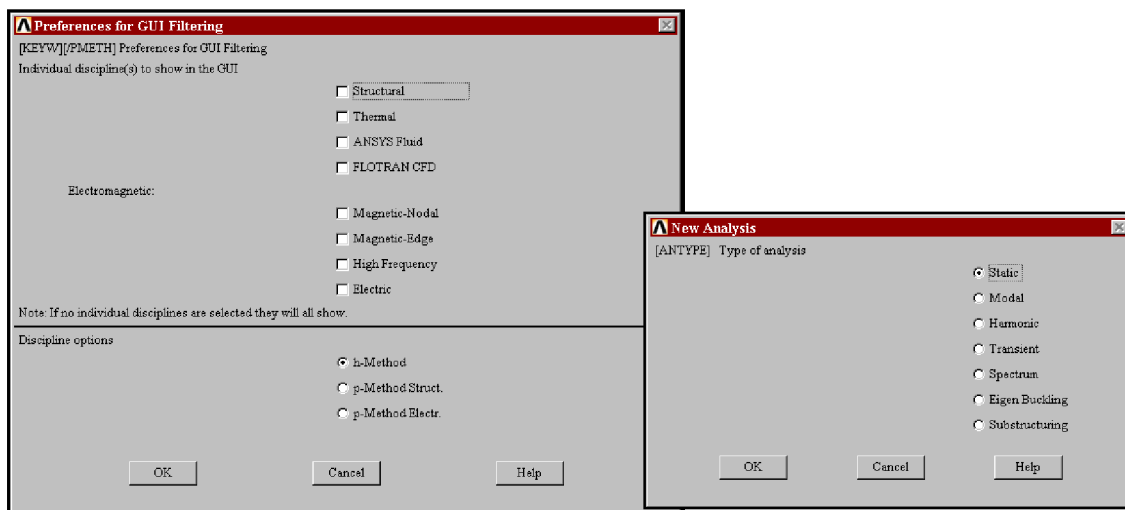 Preferences for GUI Filtering
[KEYW][/PMETH] Preferences for GUI Filtering
Individual discipline(s) to show in the GUI
Structural
Thermal
ANSYS Fluid
FLOTRAN CFD
Electromagnetic:
Magnetic-Nodal
Magnetic-Edge
High Frequency
Electric
Note: If no individual disciplines are selected they will all show.
Discipline options
h-Method
p-Method Struct.
p-Method Electr.
OK Cancel Help
New Analysis
[ANTYPE] Type of analysis
Static
Modal
Harmonic
Transient
Spectrum
Eigen Buckling
Substructuring
OK Cancel Help